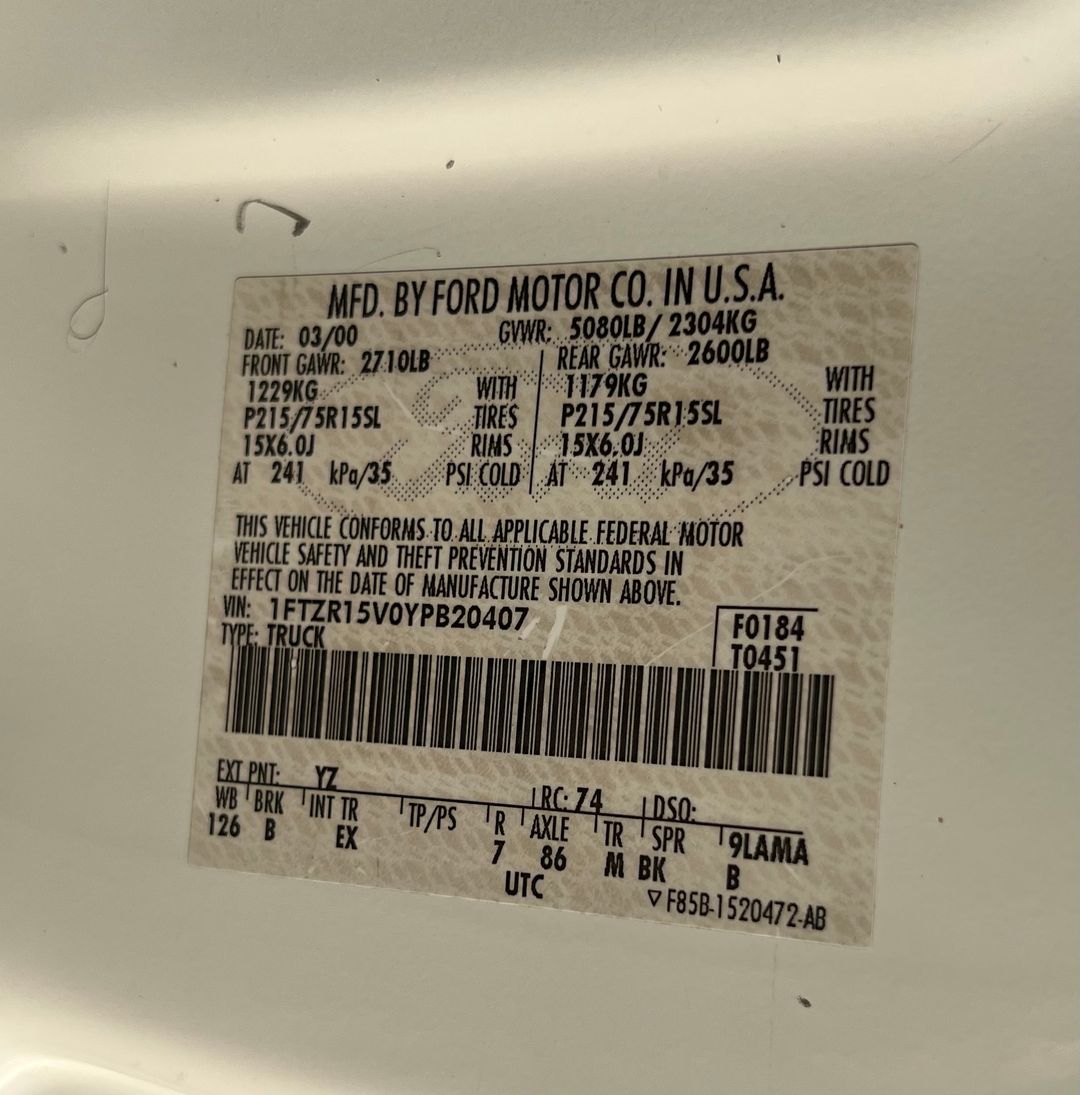 MFD. BY FORD MOTOR CO. IN U.S.A.
DATE: 03/00 GVWR: 5080LB/ 2304KG
FRONT GAWR: 2710LB REAR GAWR: 2600LB
1229KG WITH 1179KG WITH
P215/75R15SL TIRES P215/75R15SL TIRES
15X6.0J RIMS 15X6.0J RIMS
AT 241 kPa/35 PSI COLD AT 241 kPa/35 PSI COLD
THIS VEHICLE CONFORMS TO ALL APPLICABLE FEDERAL MOTOR
VEHICLE SAFETY AND THEFT PREVENTION STANDARDS IN
EFFECT ON THE DATE OF MANUFACTURE SHOWN ABOVE.
VIN: 1FTZR15V0YPB20407 F0184
TYPE: TRUCK T0451
EXT PNT: YZ RC: 74 DSO:
WB BRK INT TR TP/PS R AXLE TR SPR 9LAMA
126 B EX 7 86 M BK B
UTC ▽F85B-1520472-AB